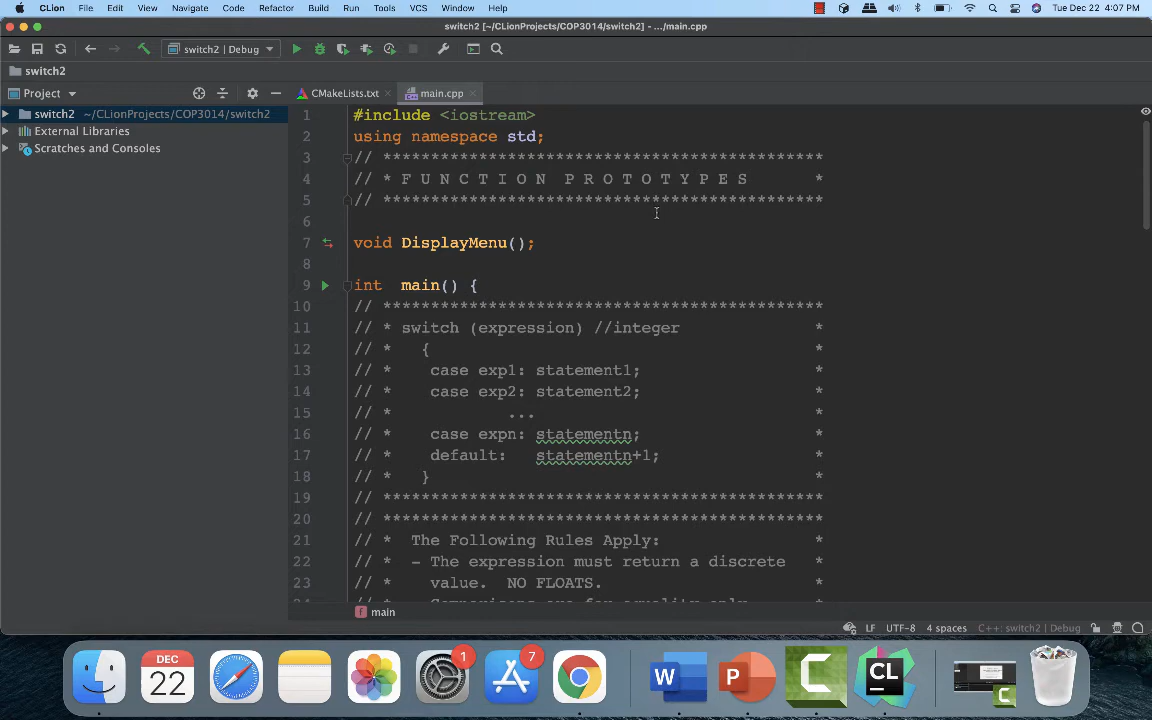 CLion File Edit View Navigate Code Refactor Build Run Tools VCS Window Help Tue Dec 22 4:07 PM
switch2 [~/CLionProjects/COP3014/switch2] - .../main.cpp
switch2 | Debug
switch2
Project CMakeLists.txt main.cpp
switch2 ~/CLionProjects/COP3014/switch2
External Libraries
Scratches and Consoles
1 #include <iostream>
2 using namespace std;
3 // **********************************************
4 // * F U N C T I O N  P R O T O T Y P E S *
5 // **********************************************
6
7 void DisplayMenu();
8
9 int main() {
10 // **********************************************
11 // * switch (expression) //integer *
12 // * { *
13 // * case exp1: statement1; *
14 // * case exp2: statement2; *
15 // * ... *
16 // * case expn: statementn; *
17 // * default: statementn+1; *
18 // * } *
19 // **********************************************
20 // **********************************************
21 // * The Following Rules Apply: *
22 // * - The expression must return a discrete *
23 // * value. NO FLOATS. *
main
LF UTF-8 4 spaces C++: switch2 | Debug
DEC
22
1
7
W
P
C
CL
C